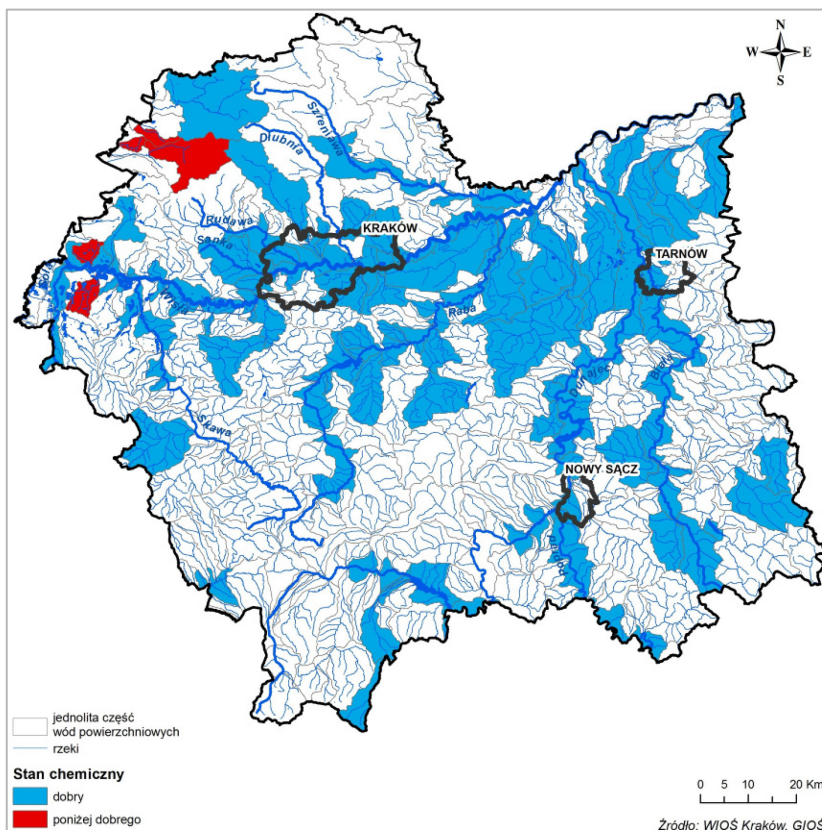 N
W E
S
Szreniawa
Dłubnia
KRAKÓW
Rudawa
Sanka
TARNÓW
Wisła
Raba
Dunajec
Biała
Skawa
NOWY SĄCZ
Poprad
jednolita część
wód powierzchniowych
rzeki
Stan chemiczny
dobry
poniżej dobrego
0 5 10 20 Km
Źródło: WIOŚ Kraków, GIOŚ